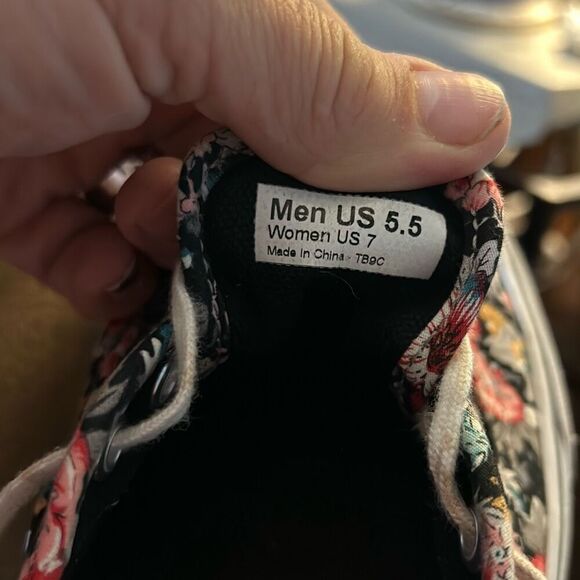 Men US 5.5
Women US 7
Made in China - TB9C